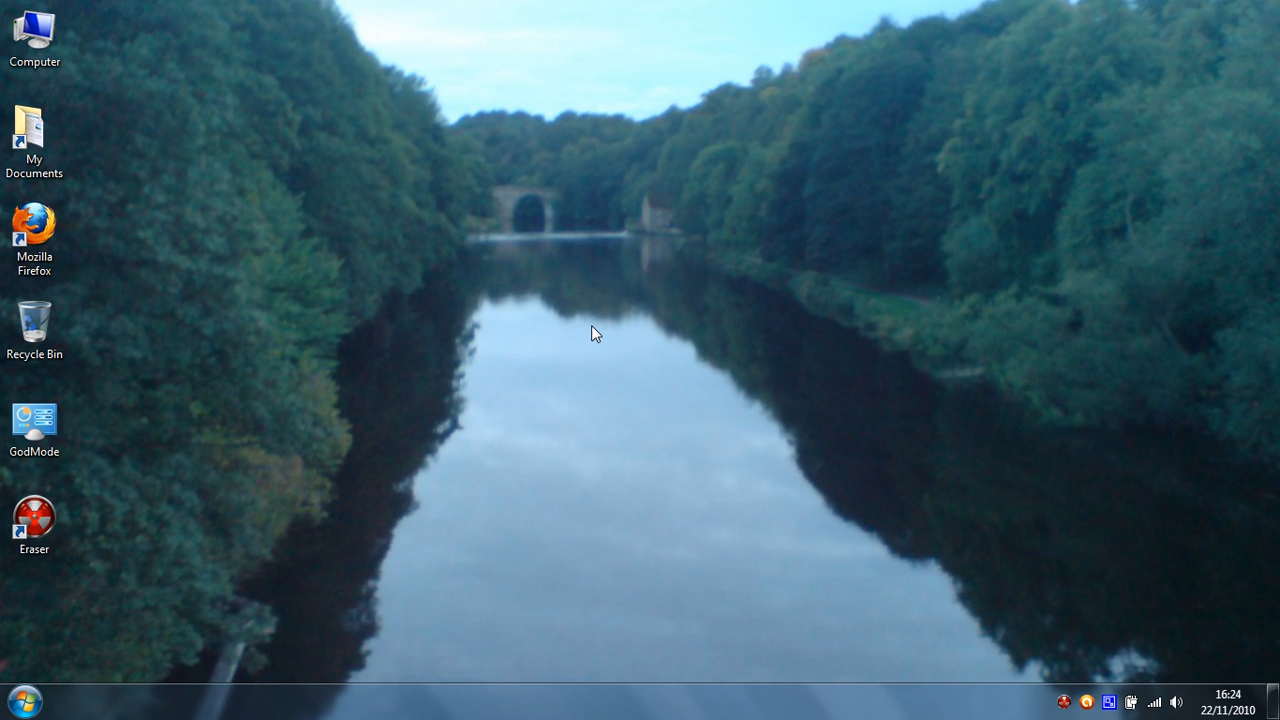 Computer
My
Documents
Mozilla
Firefox
Recycle Bin
GodMode
Eraser
16:24
22/11/2010